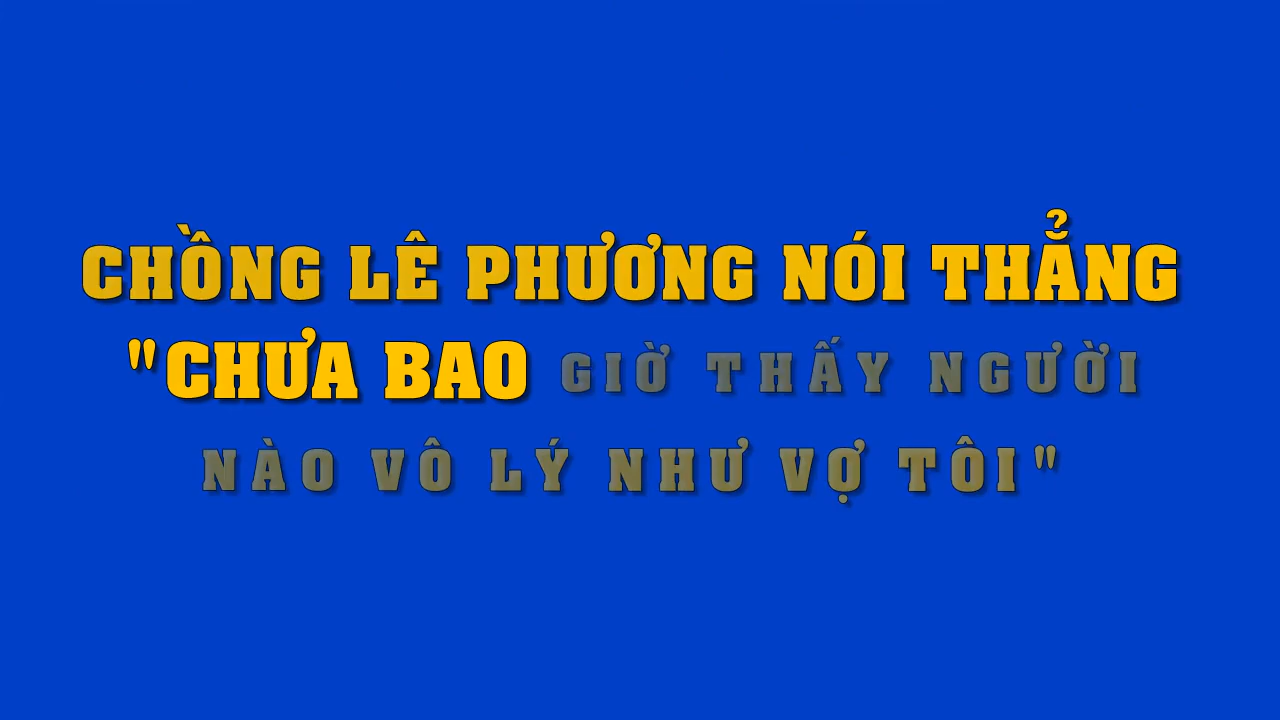 CHỒNG LÊ PHƯƠNG NÓI THẲNG
"CHƯA BAO GIỜ THẤY NGƯỜI
NÀO VÔ LÝ NHƯ VỢ TÔI"